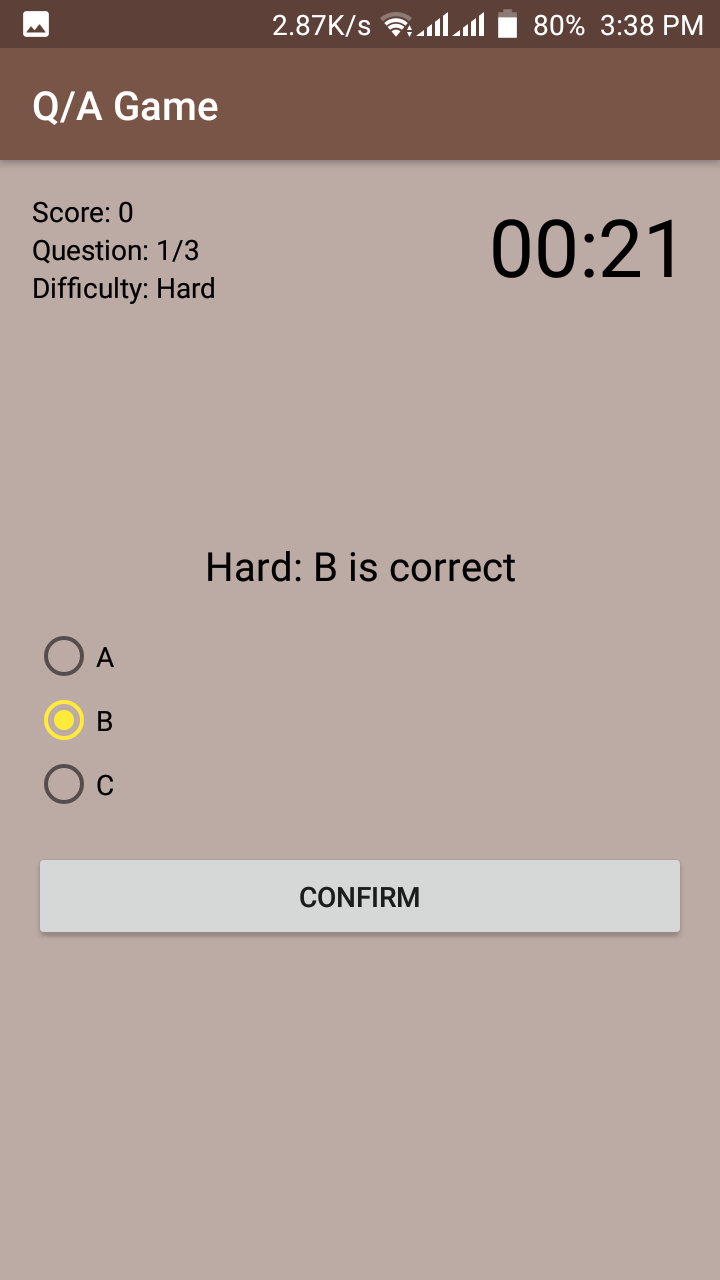 2.87K/s 80% 3:38 PM
Q/A Game
Score: 0
Question: 1/3
Difficulty: Hard
00:21
Hard: B is correct
A
B
C
CONFIRM